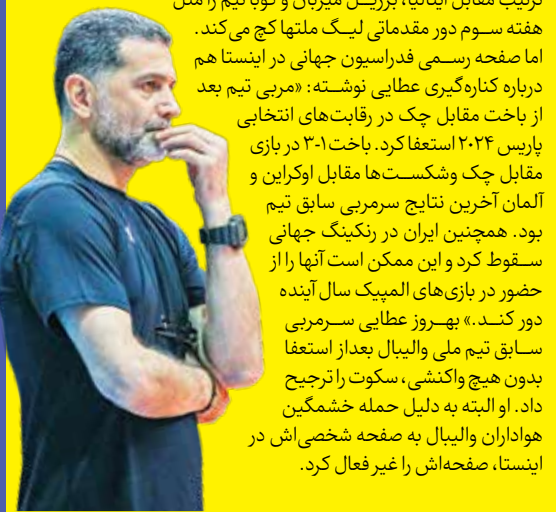 ترتیب مقابل ایتالیا، برزیل میزبان و کوبا تیم را مثل
هفته سوم دور مقدماتی لیگ ملتها کچ می‌کند.
اما صفحه رسمی فدراسیون جهانی در اینستا هم
درباره کناره‌گیری عطایی نوشته: «مربی تیم بعد
از باخت مقابل چک در رقابت‌های انتخابی
پاریس ۲۰۲۴ استعفا کرد. باخت ۱-۳ در بازی
مقابل چک وشکست‌ها مقابل اوکراین و
آلمان آخرین نتایج سرمربی سابق تیم
بود. همچنین ایران در رنکینگ جهانی
سقوط کرد و این ممکن است آنها را از
حضور در بازی‌های المپیک سال آینده
دور کند.» بهروز عطایی سرمربی
سابق تیم ملی والیبال بعداز استعفا
بدون هیچ واکنشی، سکوت را ترجیح
داد. او البته به دلیل حمله خشمگین
هواداران والیبال به صفحه شخصی‌اش در
اینستا، صفحه‌اش را غیر فعال کرد.